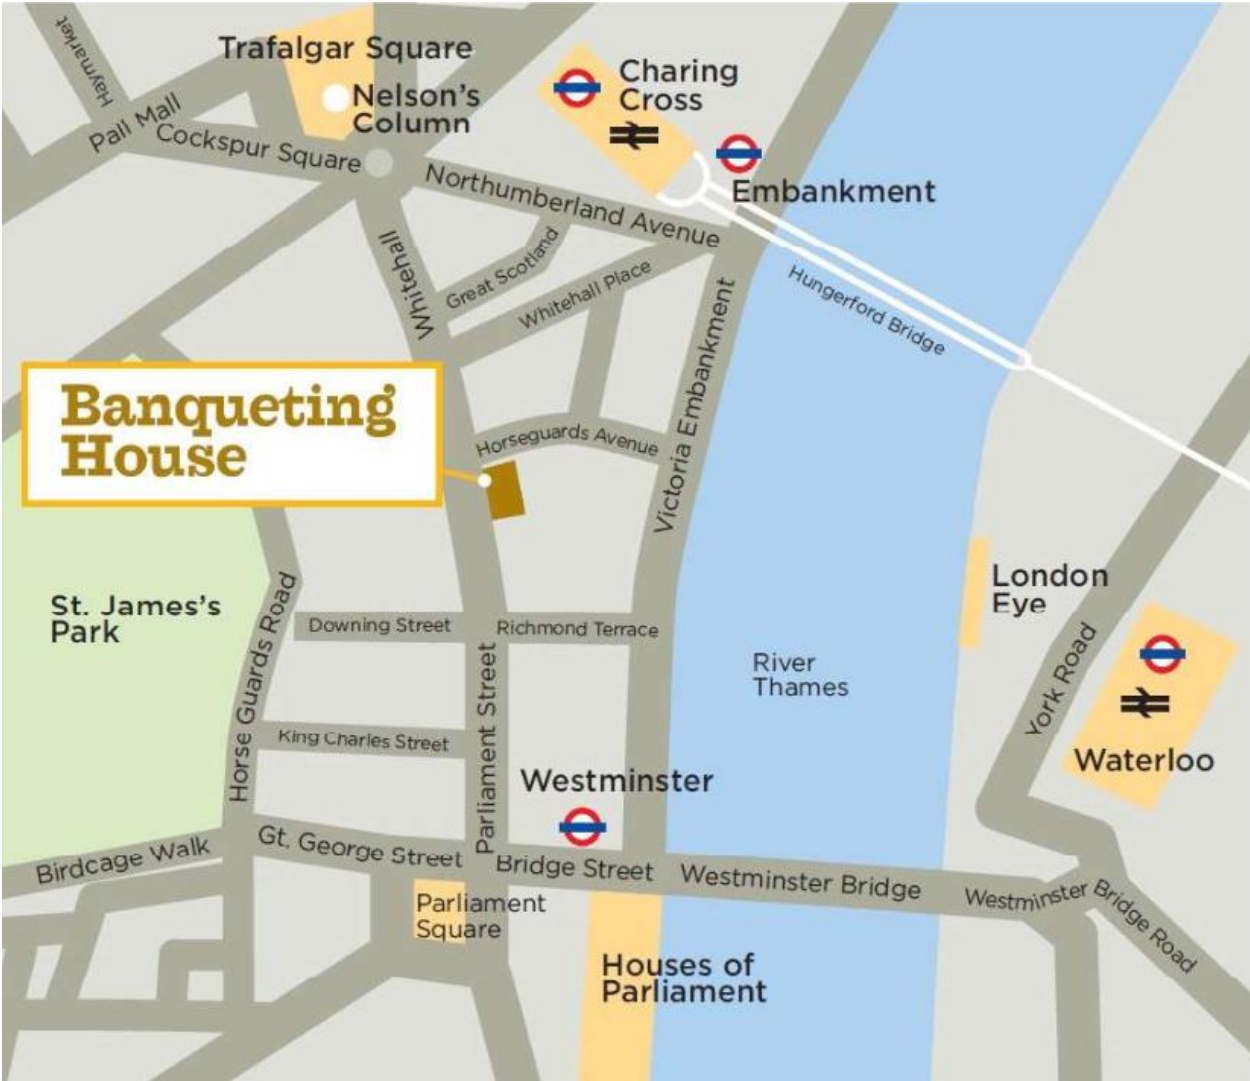 Haymarket
Trafalgar Square
Nelson's
Column
Charing
Cross
Pall Mall
Cockspur Square
Northumberland Avenue
Embankment
Whitehall
Great Scotland
Whitehall Place
Hungerford Bridge
Victoria Embankment
Banqueting
House
Horseguards Avenue
St. James's
Park
Horse Guards Road
Downing Street
Richmond Terrace
London
Eye
River
Thames
York Road
Waterloo
King Charles Street
Parliament Street
Westminster
Birdcage Walk
Gt. George Street
Bridge Street
Westminster Bridge
Westminster Bridge Road
Parliament
Square
Houses of
Parliament